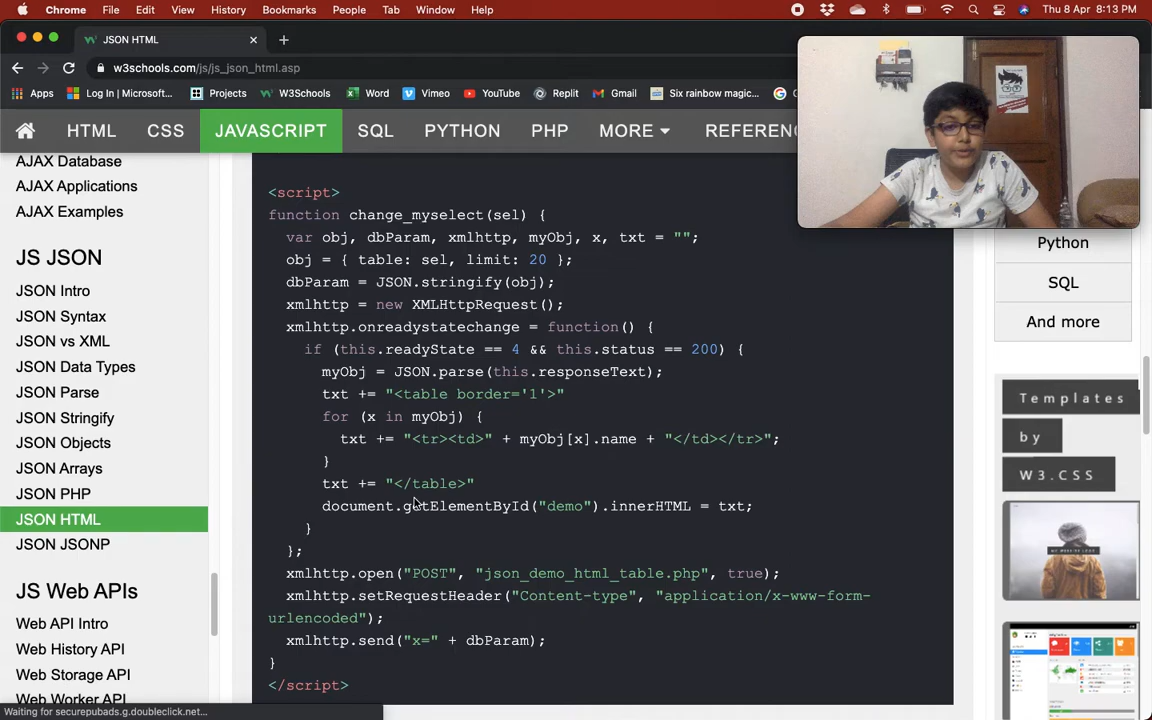 Chrome File Edit View History Bookmarks People Tab Window Help Thu 8 Apr 8:13 PM
JSON HTML
w3schools.com/js/js_json_html.asp
Apps Log In | Microsoft... Projects W3Schools Word Vimeo YouTube Replit Gmail Six rainbow magic...
HTML CSS JAVASCRIPT SQL PYTHON PHP MORE REFERENC
AJAX Database
AJAX Applications
AJAX Examples
JS JSON
JSON Intro
JSON Syntax
JSON vs XML
JSON Data Types
JSON Parse
JSON Stringify
JSON Objects
JSON Arrays
JSON PHP
JSON HTML
JSON JSONP
JS Web APIs
Web API Intro
Web History API
Web Storage API
Web Worker API
Waiting for securepubads.g.doubleclick.net...
<script>
function change_myselect(sel) {
var obj, dbParam, xmlhttp, myObj, x, txt = "";
obj = { table: sel, limit: 20 };
dbParam = JSON.stringify(obj);
xmlhttp = new XMLHttpRequest();
xmlhttp.onreadystatechange = function() {
if (this.readyState == 4 && this.status == 200) {
myObj = JSON.parse(this.responseText);
txt += "<table border='1'>"
for (x in myObj) {
txt += "<tr><td>" + myObj[x].name + "</td></tr>";
}
txt += "</table>"
document.getElementById("demo").innerHTML = txt;
}
};
xmlhttp.open("POST", "json_demo_html_table.php", true);
xmlhttp.setRequestHeader("Content-type", "application/x-www-form-
urlencoded");
xmlhttp.send("x=" + dbParam);
}
</script>
Python
SQL
And more
Templates
by
W3.CSS